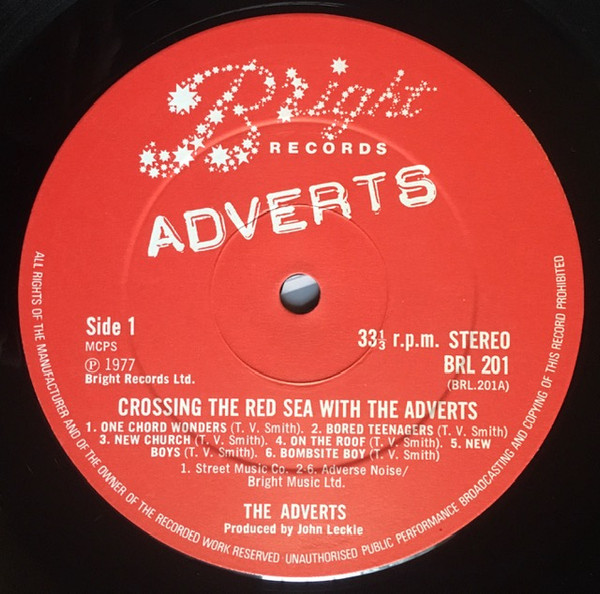 Bright
RECORDS
ADVERTS
Side 1
MCPS
Ⓟ 1977
Bright Records Ltd.
33⅓ r.p.m. STEREO
BRL 201
(BRL.201A)
CROSSING THE RED SEA WITH THE ADVERTS
1. ONE CHORD WONDERS (T. V. Smith). 2. BORED TEENAGERS (T. V. Smith)
3. NEW CHURCH (T. V. Smith). 4. ON THE ROOF (T. V. Smith). 5. NEW
BOYS (T. V. Smith). 6. BOMBSITE BOY (T. V. Smith)
1. Street Music Co. 2-6, Adverse Noise/
Bright Music Ltd.
THE ADVERTS
Produced by John Leckie
ALL RIGHTS OF THE MANUFACTURER AND OF THE OWNER OF THE RECORDED WORK RESERVED · UNAUTHORISED PUBLIC PERFORMANCE BROADCASTING AND COPYING OF THIS RECORD PROHIBITED